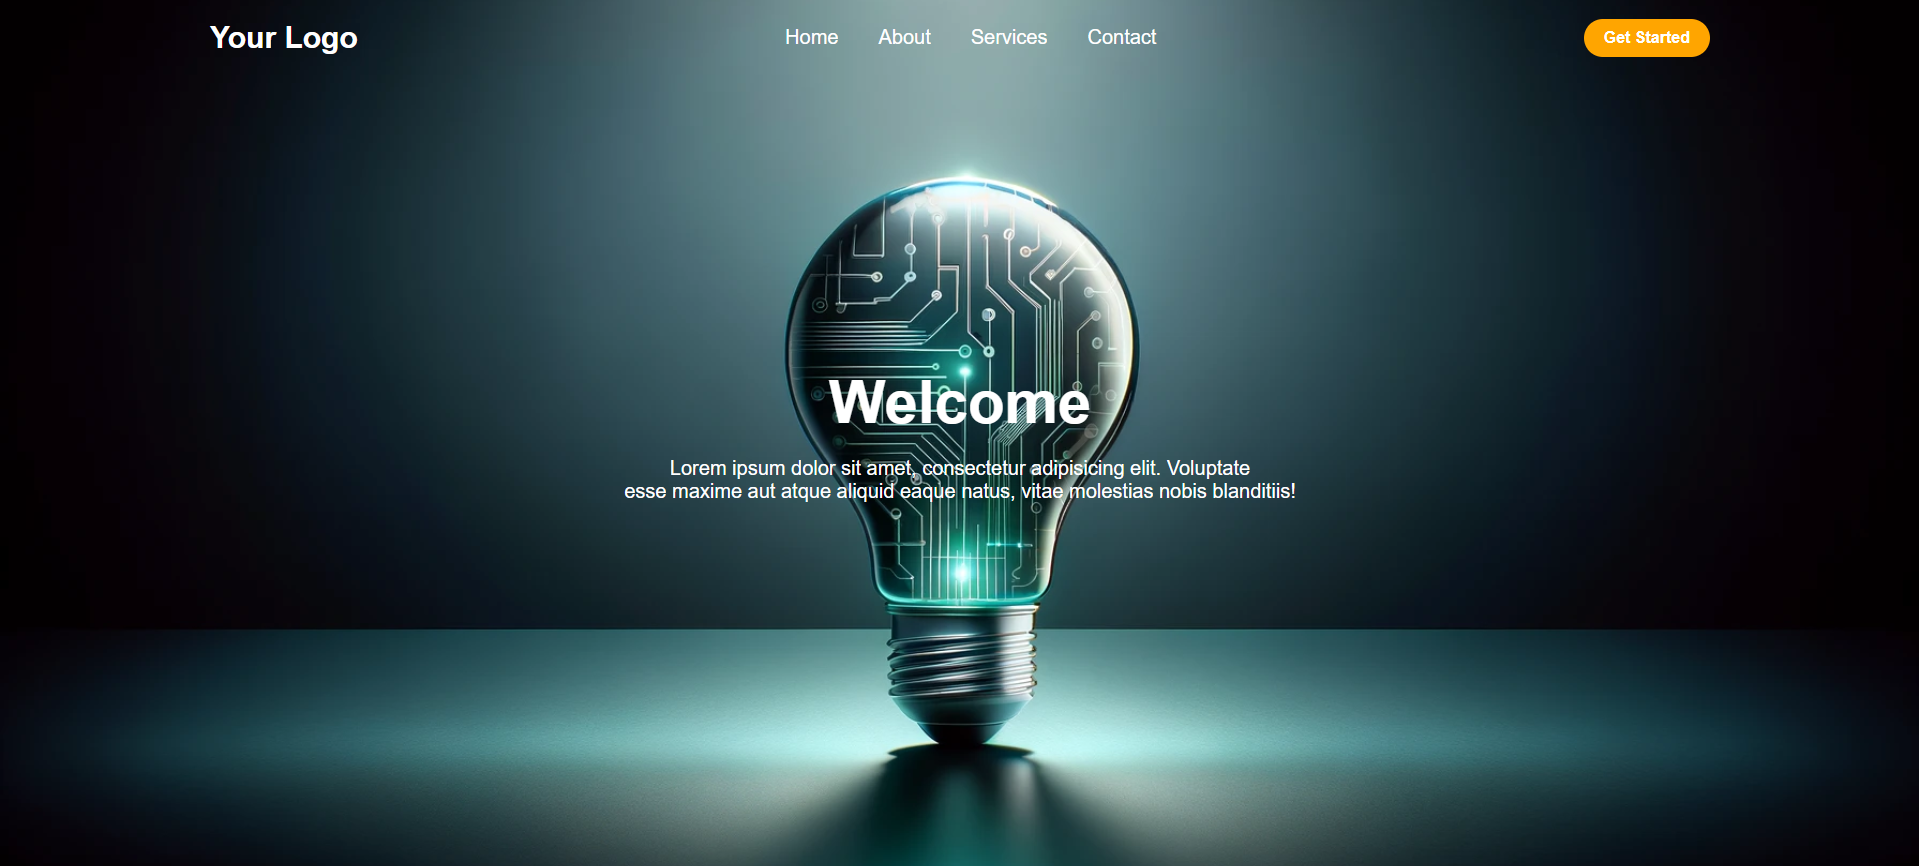 Your Logo
Home
About
Services
Contact
Get Started
Welcome
Lorem ipsum dolor sit amet, consectetur adipisicing elit. Voluptate
esse maxime aut atque aliquid eaque natus, vitae molestias nobis blanditiis!